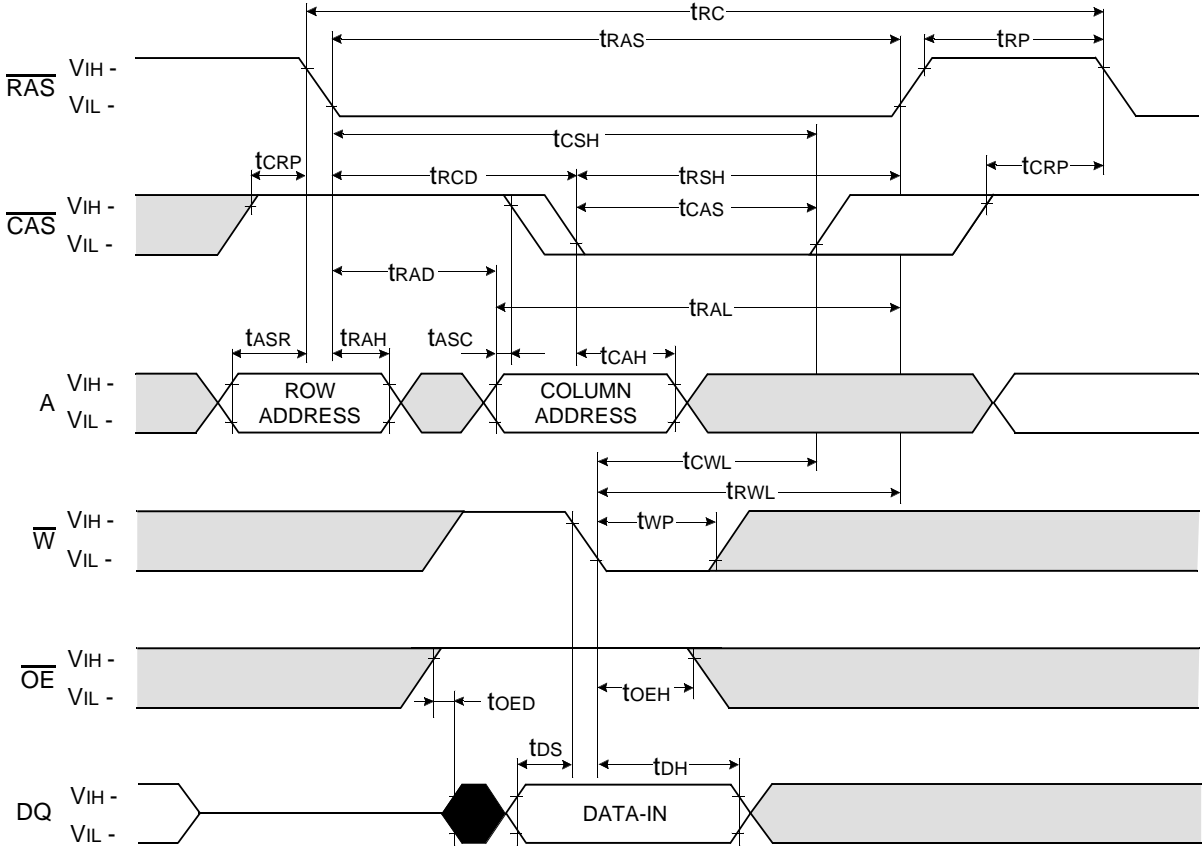 tRC
tRAS
tRP
RAS
VIH -
VIL -
tCSH
tCRP
tRCD
tRSH
tCRP
CAS
VIH -
VIL -
tCAS
tRAD
tRAL
tASR
tRAH
tASC
tCAH
A
VIH -
VIL -
ROW
ADDRESS
COLUMN
ADDRESS
tCWL
tRWL
W
VIH -
VIL -
tWP
OE
VIH -
VIL -
tOED
tOEH
tDS
tDH
DQ
VIH -
VIL -
DATA-IN